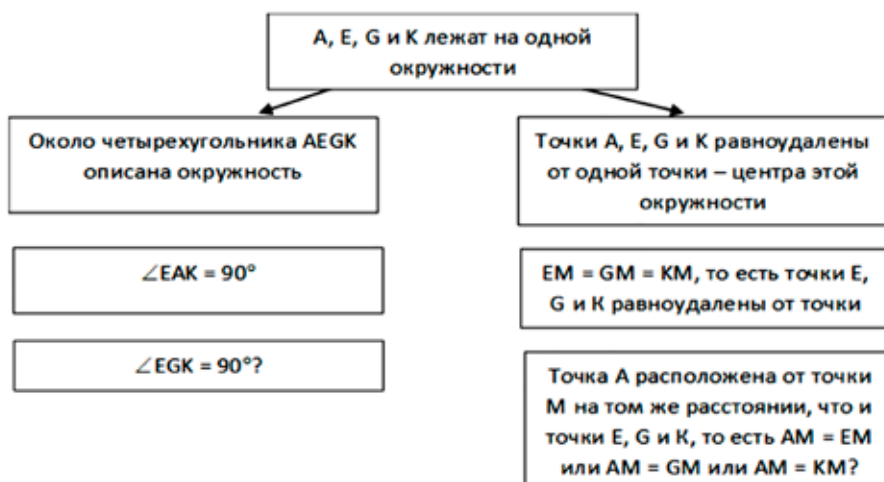 A, E, G и K лежат на одной
окружности
Около четырехугольника AEGK
описана окружность
Точки A, E, G и K равноудалены
от одной точки – центра этой
окружности
∠EAK = 90°
EM = GM = KM, то есть точки E,
G и K равноудалены от точки
∠EGK = 90°?
Точка A расположена от точки
M на том же расстоянии, что и
точки E, G и K, то есть AM = EM
или AM = GM или AM = KM?